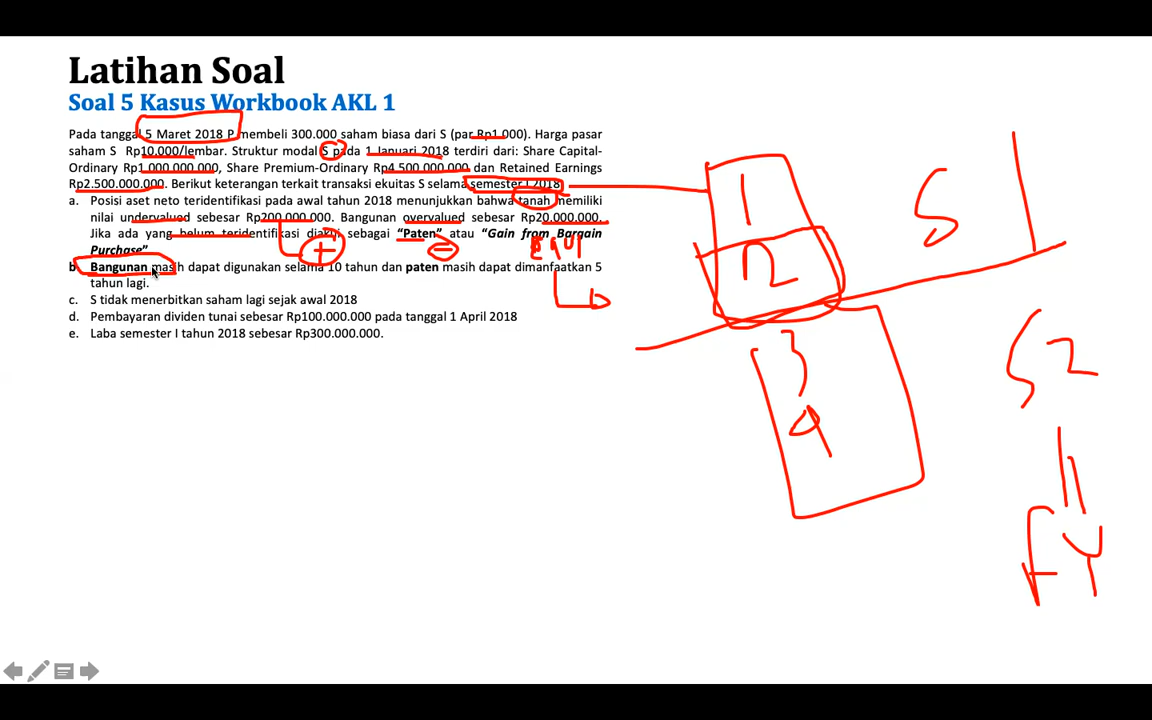 Latihan Soal
Soal 5 Kasus Workbook AKL 1
Pada tanggal 5 Maret 2018 P membeli 300.000 saham biasa dari S (par Rp1.000). Harga pasar
saham S Rp10.000/lembar. Struktur modal S pada 1 Januari 2018 terdiri dari: Share Capital-
Ordinary Rp1.000.000.000, Share Premium-Ordinary Rp4.500.000.000 dan Retained Earnings
Rp2.500.000.000. Berikut keterangan terkait transaksi ekuitas S selama semester I 2018
a. Posisi aset neto teridentifikasi pada awal tahun 2018 menunjukkan bahwa tanah memiliki
nilai undervalued sebesar Rp200.000.000. Bangunan overvalued sebesar Rp20.000.000.
Jika ada yang belum teridentifikasi diakui sebagai “Paten” atau “Gain from Bargain
Purchase”
b. Bangunan masih dapat digunakan selama 10 tahun dan paten masih dapat dimanfaatkan 5
tahun lagi.
c. S tidak menerbitkan saham lagi sejak awal 2018
d. Pembayaran dividen tunai sebesar Rp100.000.000 pada tanggal 1 April 2018
e. Laba semester I tahun 2018 sebesar Rp300.000.000.
1
2
3
4
S1
S2
FY